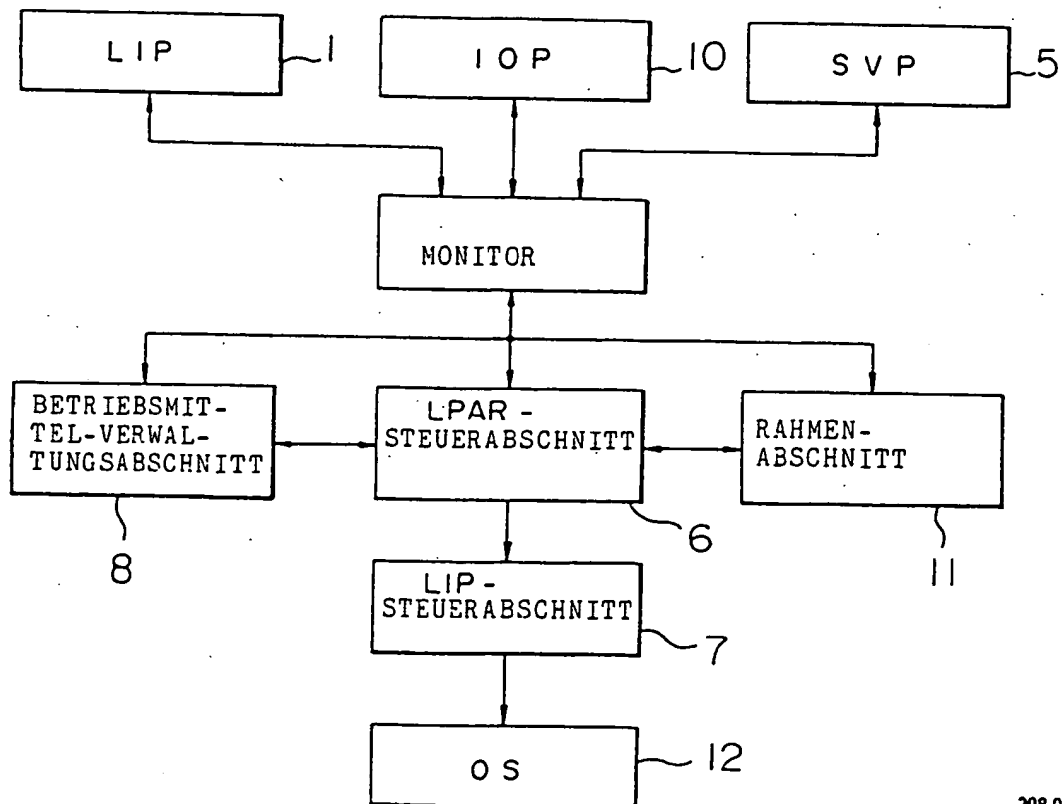 LIP
1
IOP
10
SVP
5
MONITOR
BETRIEBSMIT-
TEL-VERWAL-
TUNGSABSCHNITT
8
LPAR-
STEUERABSCHNITT
6
RAHMEN-
ABSCHNITT
11
LIP-
STEUERABSCHNITT
7
OS
12